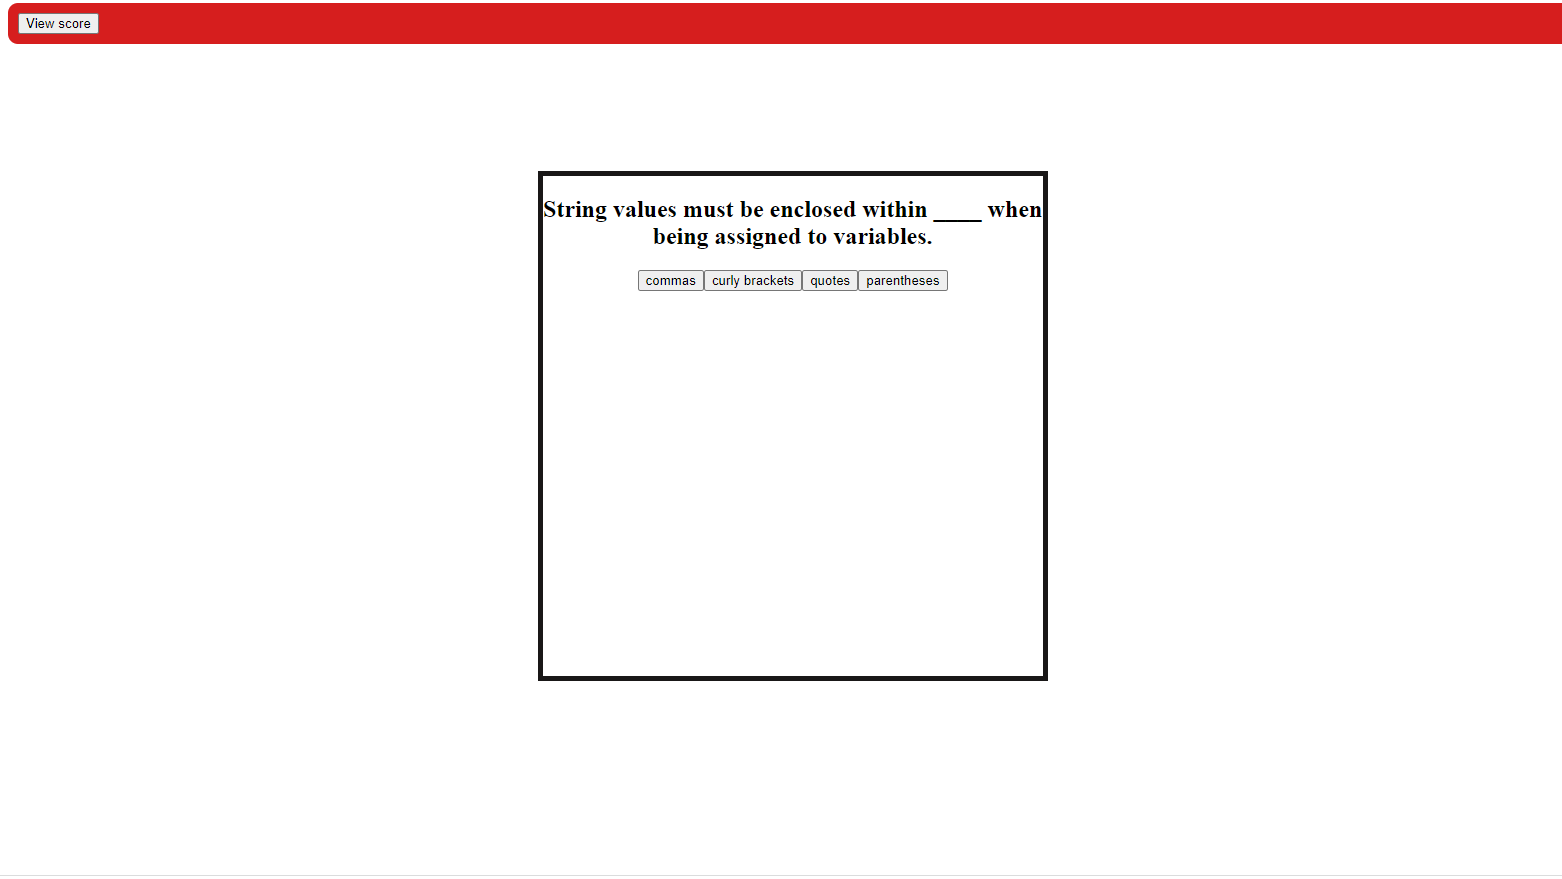 View score
String values must be enclosed within ____ when
being assigned to variables.
commas curly brackets quotes parentheses